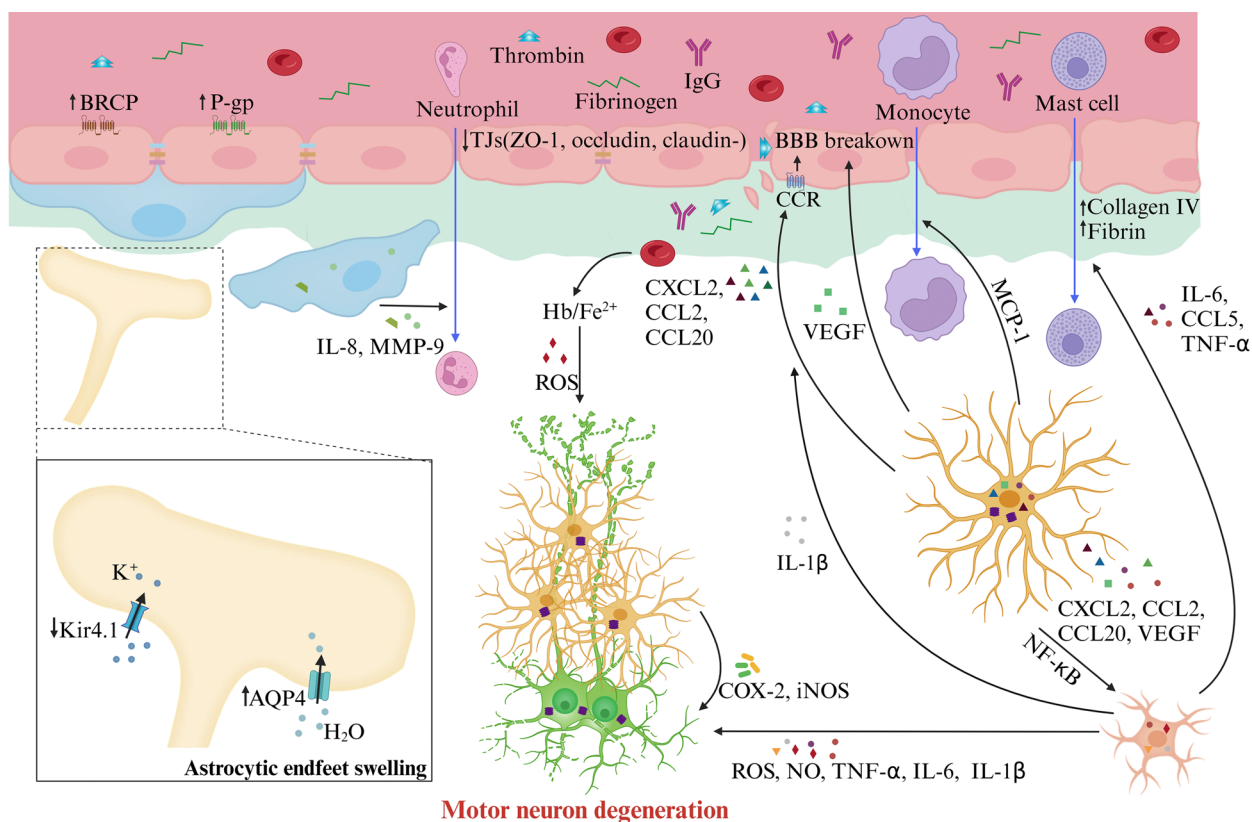 Thrombin
↑BRCP
↑P-gp
Neutrophil
Fibrinogen
IgG
Monocyte
Mast cell
↓TJs(ZO-1, occludin, claudin-)
BBB breakown
CCR
↑Collagen IV
↑Fibrin
IL-8, MMP-9
Hb/Fe²⁺
ROS
CXCL2,
CCL2,
CCL20
VEGF
MCP-1
IL-6,
CCL5,
TNF-α
IL-1β
CXCL2, CCL2,
CCL20, VEGF
NF-κB
COX-2, iNOS
ROS, NO, TNF-α, IL-6, IL-1β
K⁺
↓Kir4.1
↑AQP4
H₂O
Astrocytic endfeet swelling
Motor neuron degeneration